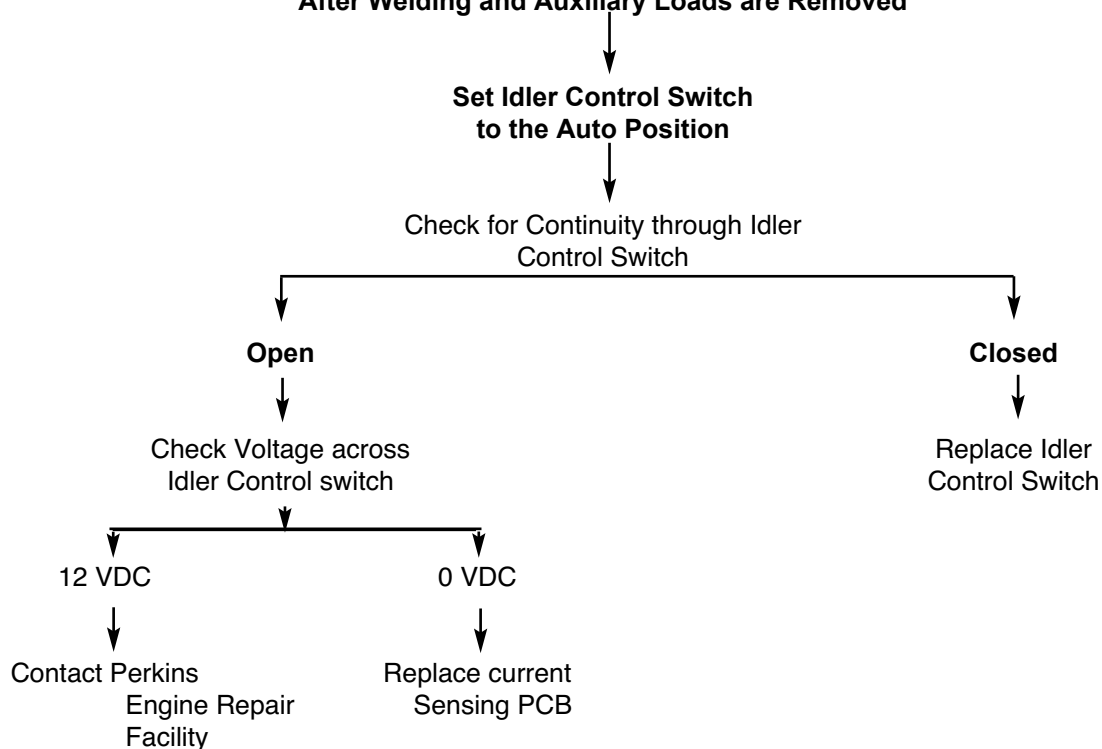 After Welding and Auxiliary Loads are Removed
Set Idler Control Switch
to the Auto Position
Check for Continuity through Idler
Control Switch
Open
Closed
Check Voltage across
Idler Control switch
Replace Idler
Control Switch
12 VDC
0 VDC
Contact Perkins
Engine Repair
Facility
Replace current
Sensing PCB